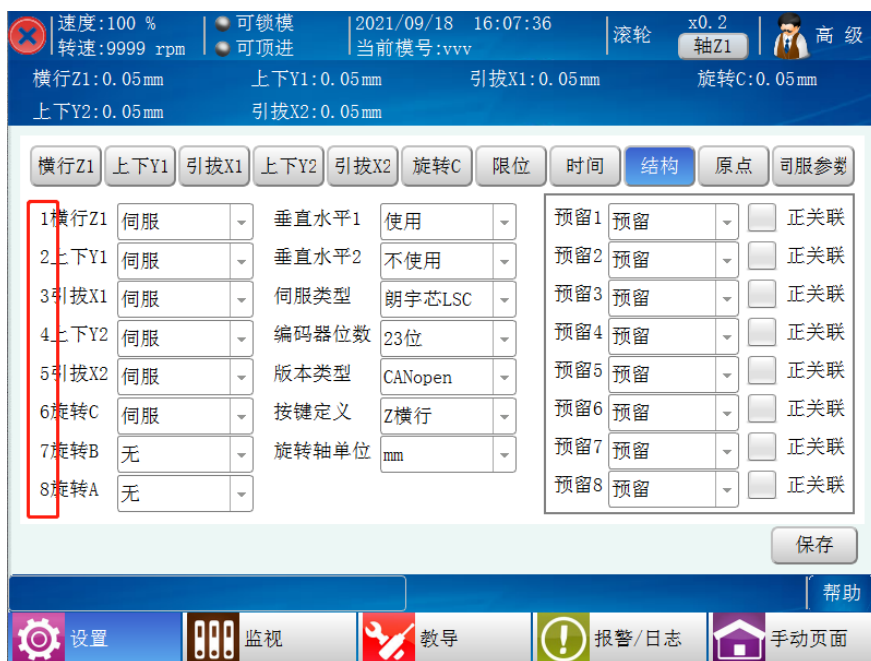 速度:100 % 可锁模 2021/09/18 16:07:36 滚轮 x0.2 高 级
转速:9999 rpm 可顶进 当前模号:vvv 轴Z1
横行Z1:0.05mm 上下Y1:0.05mm 引拔X1:0.05mm 旋转C:0.05mm
上下Y2:0.05mm 引拔X2:0.05mm
横行Z1 上下Y1 引拔X1 上下Y2 引拔X2 旋转C 限位 时间 结构 原点 司服参数
1横行Z1 伺服 垂直水平1 使用 预留1 预留 正关联
2上下Y1 伺服 垂直水平2 不使用 预留2 预留 正关联
3引拔X1 伺服 伺服类型 朗宇芯LSC 预留3 预留 正关联
4上下Y2 伺服 编码器位数 23位 预留4 预留 正关联
5引拔X2 伺服 版本类型 CANopen 预留5 预留 正关联
6旋转C 伺服 按键定义 Z横行 预留6 预留 正关联
7旋转B 无 旋转轴单位 mm 预留7 预留 正关联
8旋转A 无 预留8 预留 正关联
保存
帮助
设置 监视 教导 报警/日志 手动页面